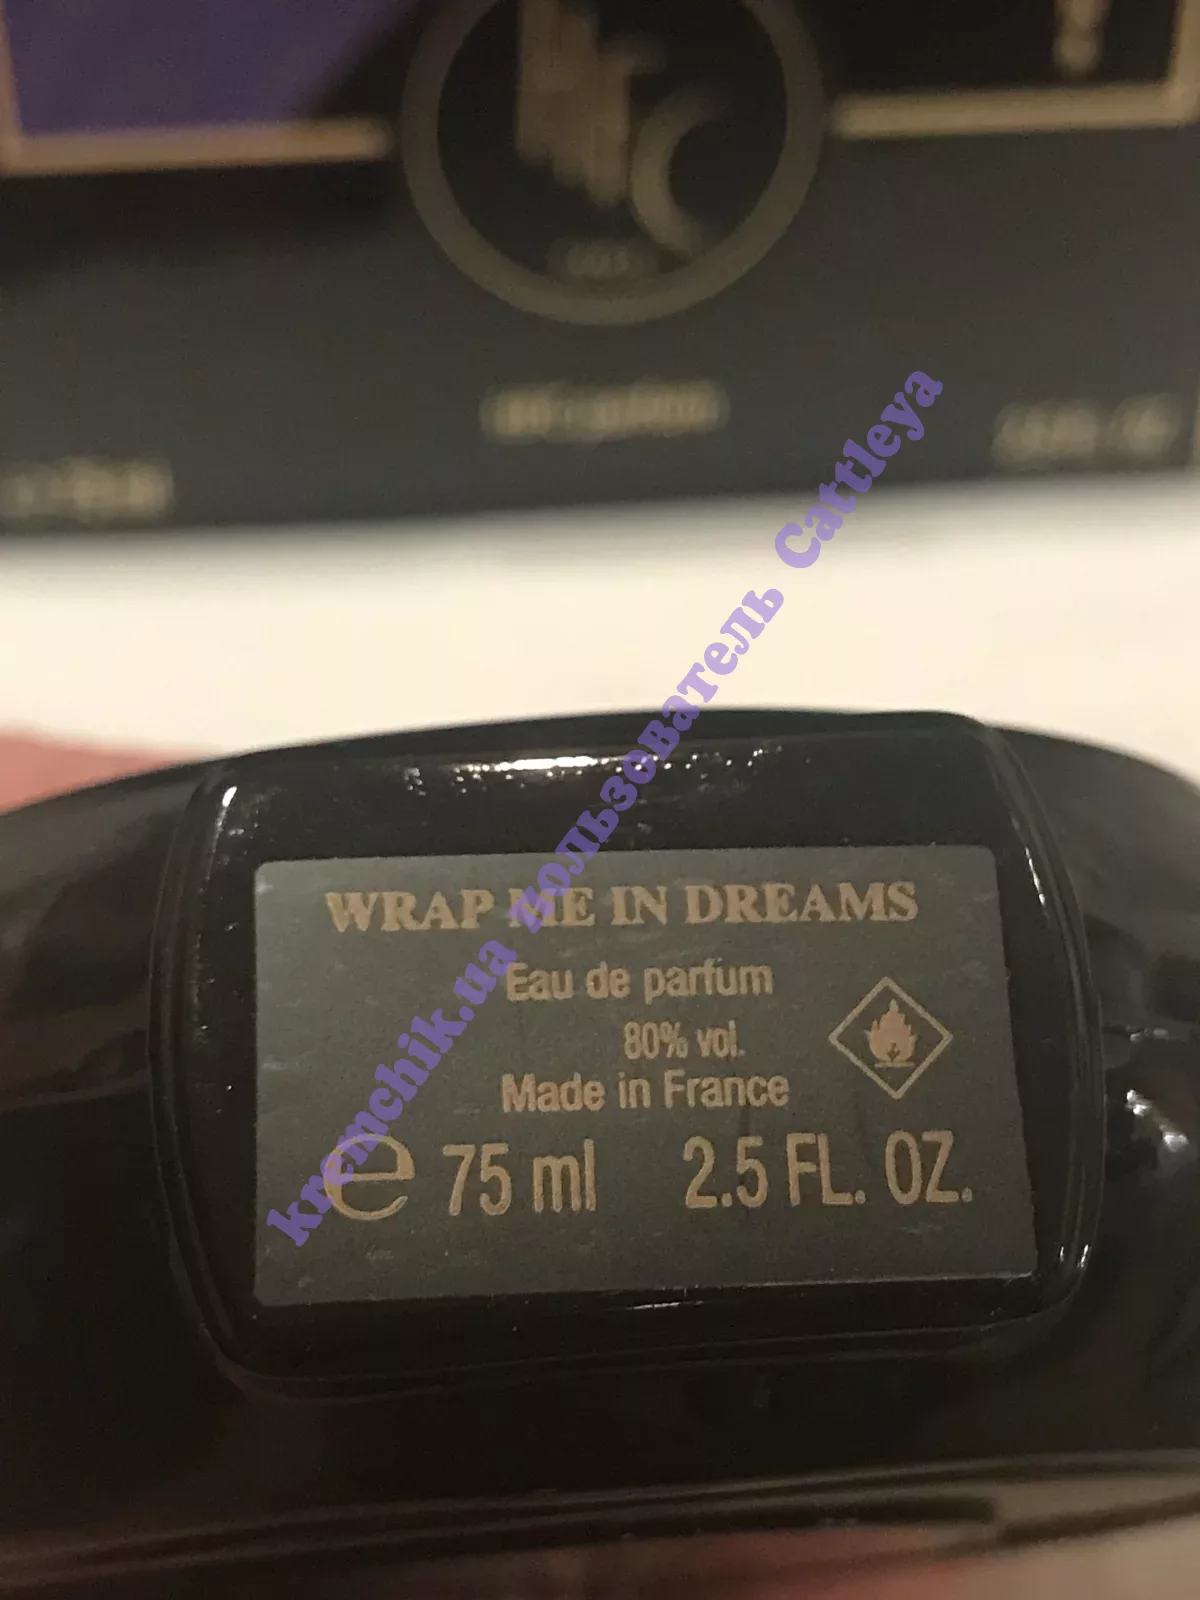 WRAP ME IN DREAMS
Eau de parfum
80% vol.
Made in France
e 75 ml 2.5 FL. OZ.
kremchik.ua пользователь Cattleya